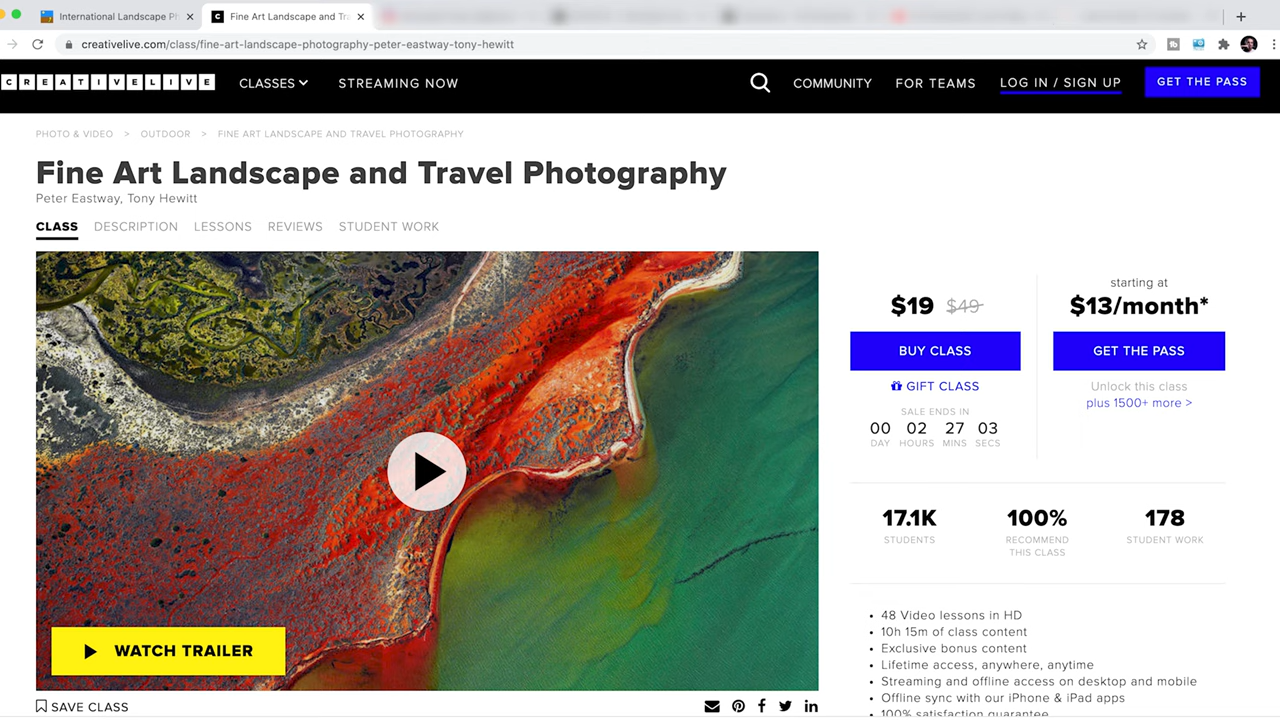 International Landscape Ph
Fine Art Landscape and Tra
creativelive.com/class/fine-art-landscape-photography-peter-eastway-tony-hewitt
CREATIVELIVE
CLASSES
STREAMING NOW
COMMUNITY
FOR TEAMS
LOG IN / SIGN UP
GET THE PASS
PHOTO & VIDEO > OUTDOOR > FINE ART LANDSCAPE AND TRAVEL PHOTOGRAPHY
Fine Art Landscape and Travel Photography
Peter Eastway, Tony Hewitt
CLASS DESCRIPTION LESSONS REVIEWS STUDENT WORK
WATCH TRAILER
SAVE CLASS
$19 $49
BUY CLASS
GIFT CLASS
SALE ENDS IN
00 02 27 03
DAY HOURS MINS SECS
starting at
$13/month*
GET THE PASS
Unlock this class
plus 1500+ more >
17.1K
STUDENTS
100%
RECOMMEND
THIS CLASS
178
STUDENT WORK
• 48 Video lessons in HD
• 10h 15m of class content
• Exclusive bonus content
• Lifetime access, anywhere, anytime
• Streaming and offline access on desktop and mobile
• Offline sync with our iPhone & iPad apps
• 100% satisfaction guarantee